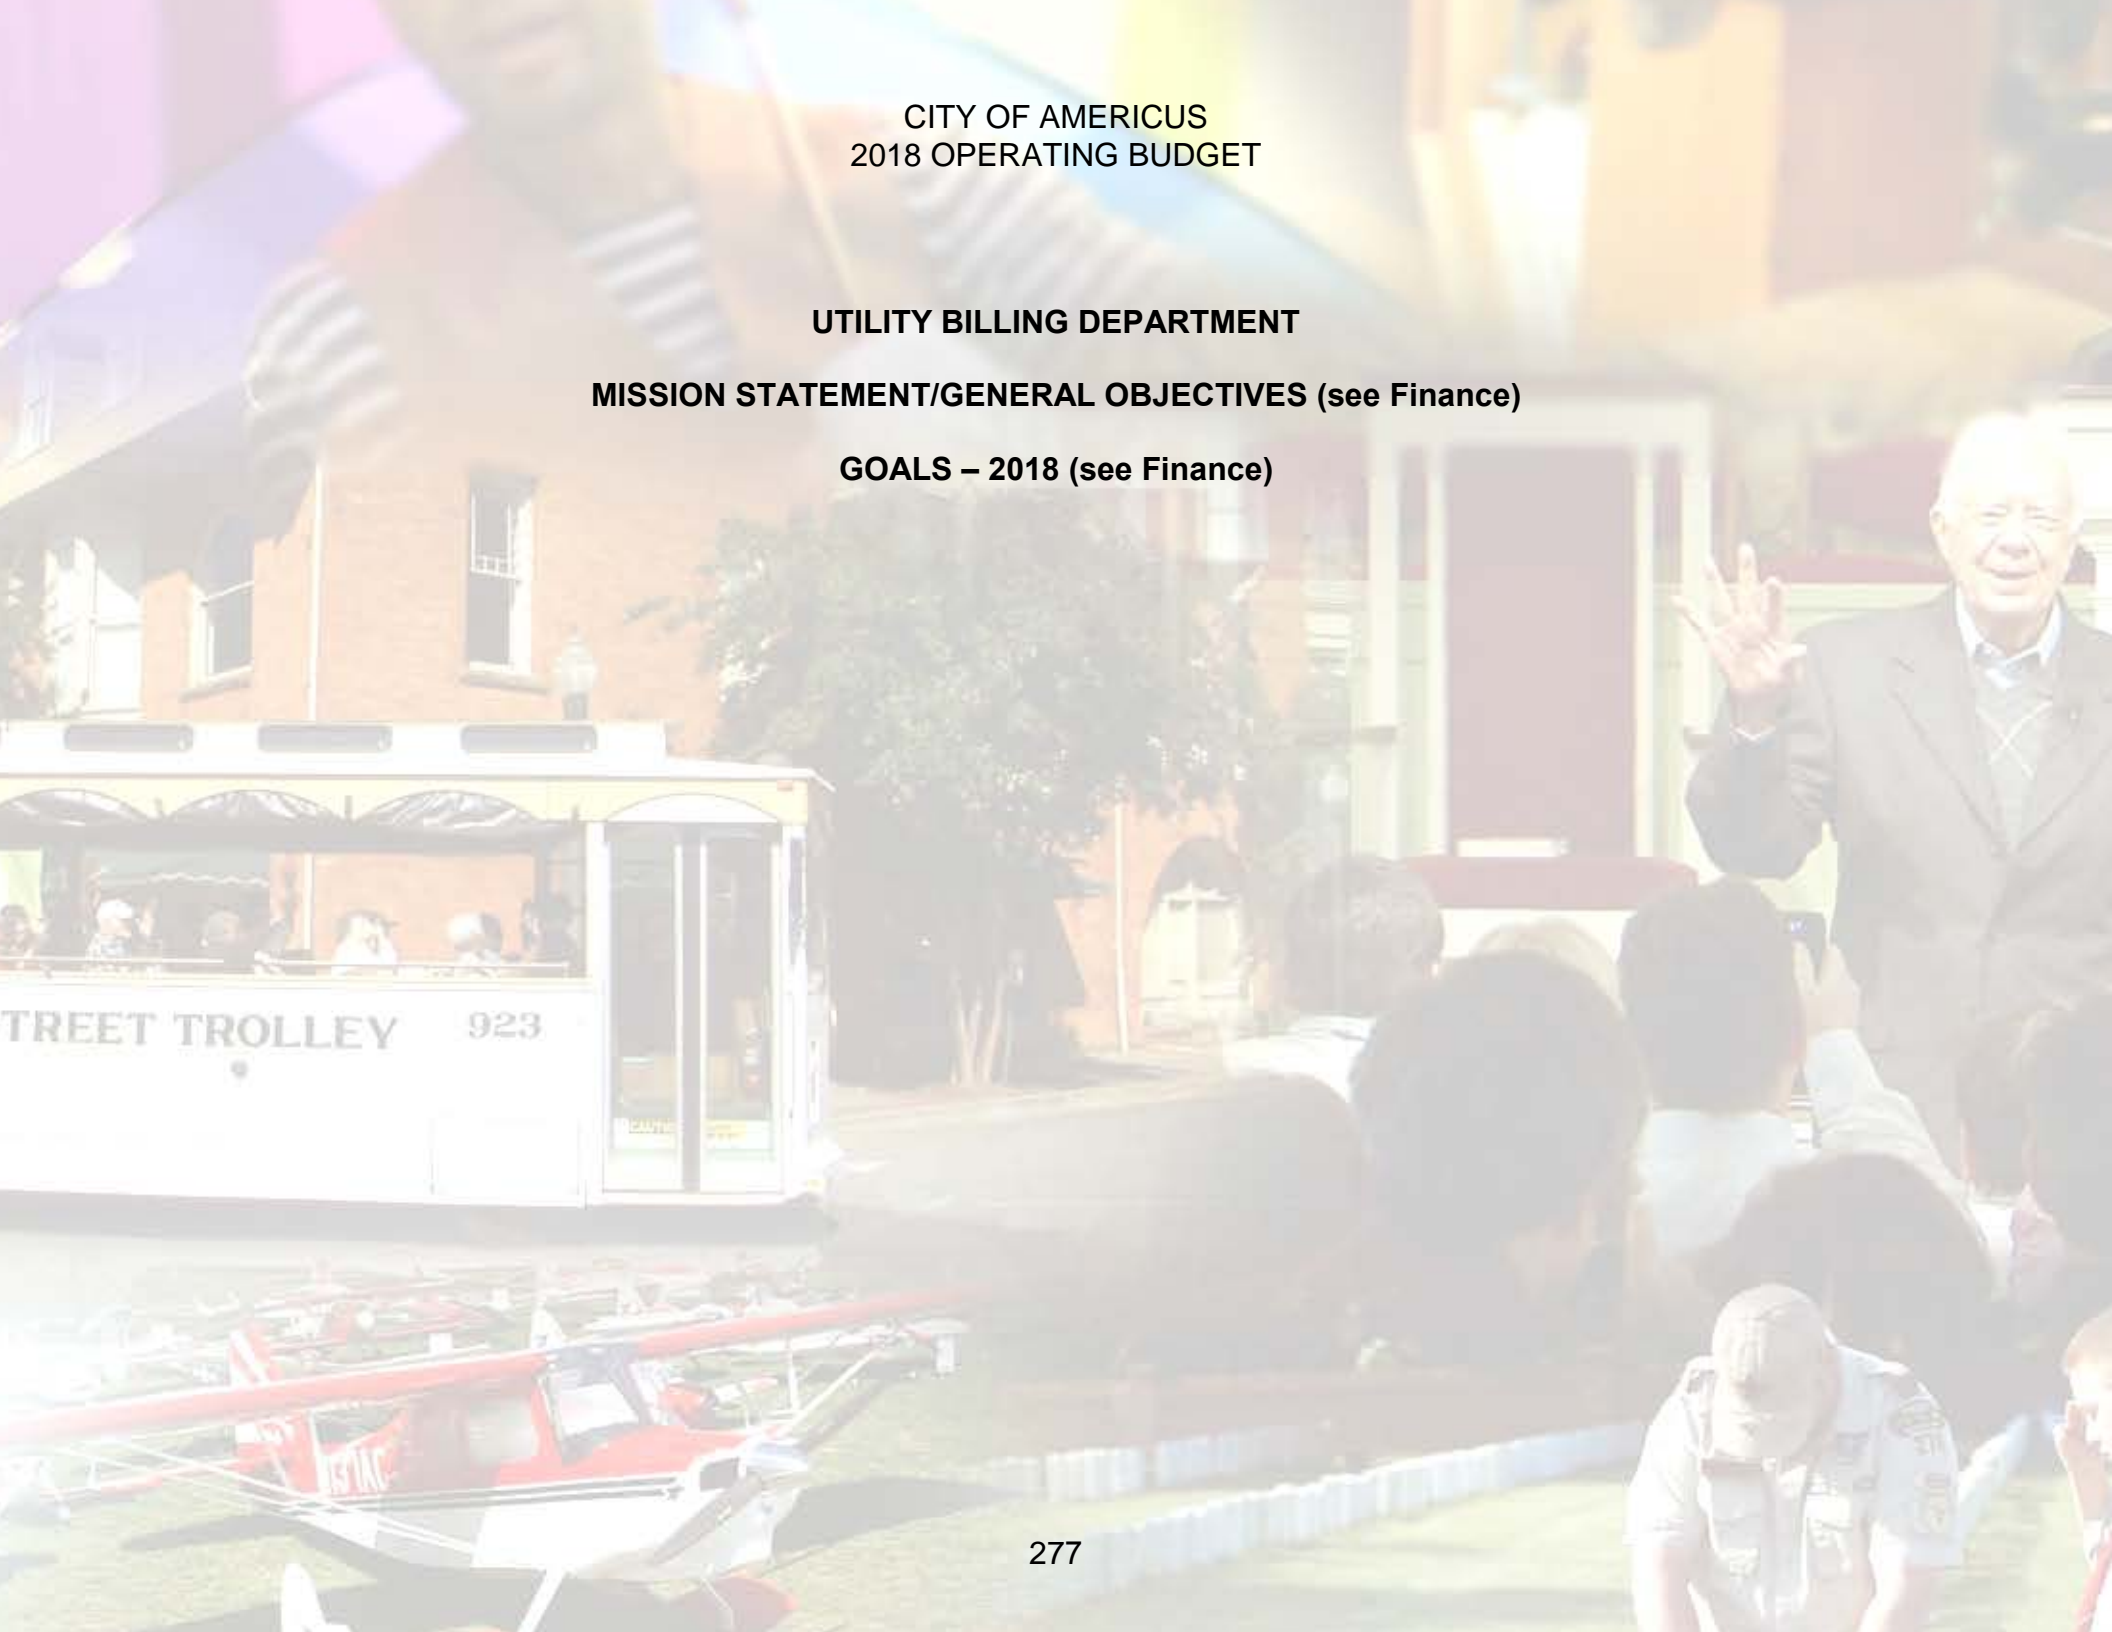 CITY OF AMERICUS
2018 OPERATING BUDGET
UTILITY BILLING DEPARTMENT
MISSION STATEMENT/GENERAL OBJECTIVES (see Finance)
GOALS – 2018 (see Finance)
TREET TROLLEY 923
277